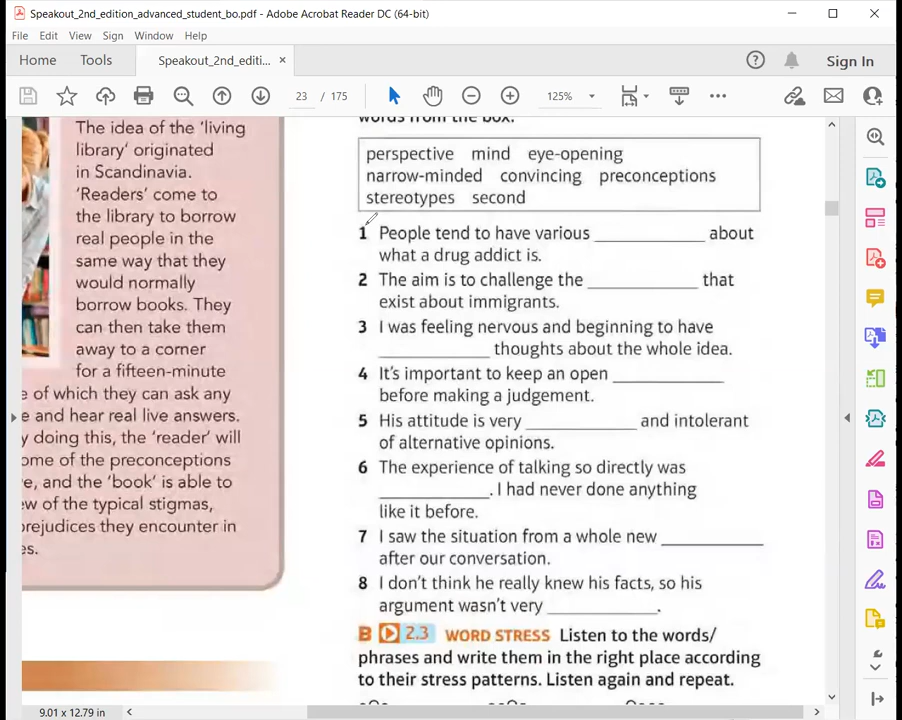 Speakout_2nd_edition_advanced_student_bo.pdf - Adobe Acrobat Reader DC (64-bit)
File Edit View Sign Window Help
Home Tools Speakout_2nd_editi... × Sign In
23 / 175 125%
The idea of the ‘living
library’ originated
in Scandinavia.
‘Readers’ come to
the library to borrow
real people in the
same way that they
would normally
borrow books. They
can then take them
away to a corner
for a fifteen-minute
e of which they can ask any
e and hear real live answers.
y doing this, the ‘reader’ will
ome of the preconceptions
e, and the ‘book’ is able to
ew of the typical stigmas,
prejudices they encounter in
es.
words from the box.
perspective mind eye-opening
narrow-minded convincing preconceptions
stereotypes second
1 People tend to have various ____________ about
what a drug addict is.
2 The aim is to challenge the ____________ that
exist about immigrants.
3 I was feeling nervous and beginning to have
____________ thoughts about the whole idea.
4 It’s important to keep an open ____________
before making a judgement.
5 His attitude is very ____________ and intolerant
of alternative opinions.
6 The experience of talking so directly was
____________. I had never done anything
like it before.
7 I saw the situation from a whole new ___________
after our conversation.
8 I don’t think he really knew his facts, so his
argument wasn’t very ____________.
B 2.3 WORD STRESS Listen to the words/
phrases and write them in the right place according
to their stress patterns. Listen again and repeat.
9.01 x 12.79 in